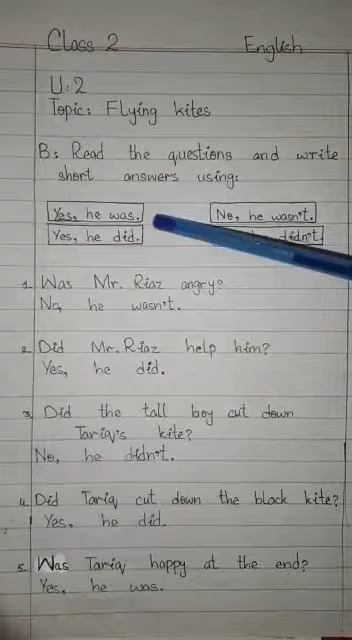 Class 2 English
U:2
Topic: Flying kites
B: Read the questions and write
short answers using:
Yes, he was. No, he wasn't.
Yes, he did. he didn't.
1. Was Mr. Riaz angry?
No, he wasn't.
2. Did Mr. Riaz help him?
Yes, he did.
3. Did the tall boy cut down
Tariq's kite?
No, he didn't.
4. Did Tariq cut down the black kite?
Yes, he did.
5. Was Tariq happy at the end?
Yes, he was.